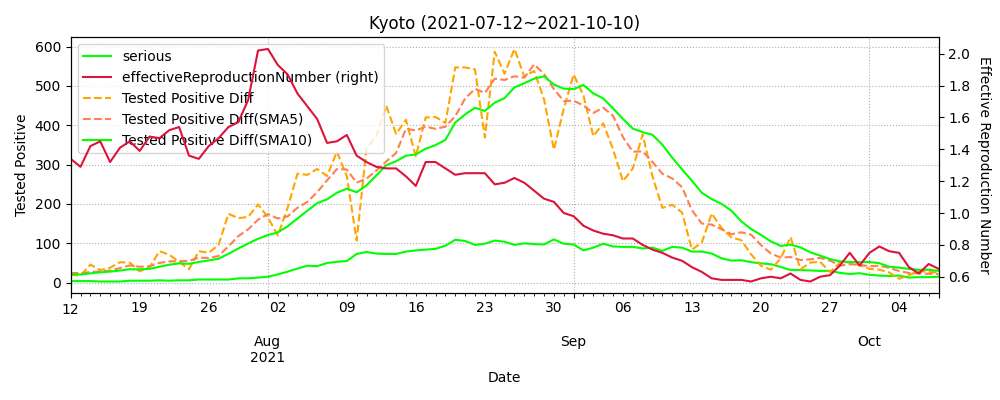 Kyoto (2021-07-12~2021-10-10)
serious
effectiveReproductionNumber (right)
Tested Positive Diff
Tested Positive Diff(SMA5)
Tested Positive Diff(SMA10)
600
500
400
300
200
100
0
Tested Positive
2.0
1.8
1.6
1.4
1.2
1.0
0.8
0.6
Effective Reproduction Number
12 19 26 02 09 16 23 30 06 13 20 27 04
Aug Sep Oct
2021
Date